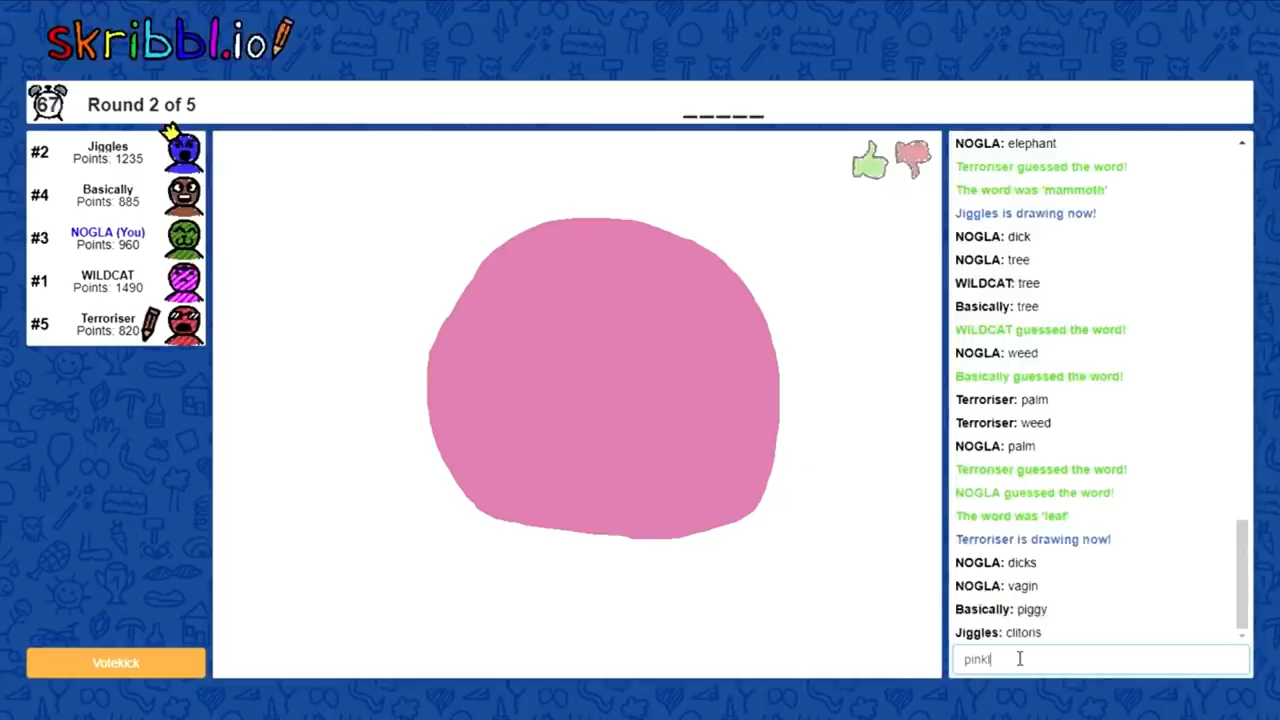 skribbl.io
67 Round 2 of 5 _ _ _ _ _
#2 Jiggles
Points: 1235
#4 Basically
Points: 885
#3 NOGLA (You)
Points: 960
#1 WILDCAT
Points: 1490
#5 Terroriser
Points: 820
Votekick
NOGLA: elephant
Terroriser guessed the word!
The word was 'mammoth'
Jiggles is drawing now!
NOGLA: dick
NOGLA: tree
WILDCAT: tree
Basically: tree
WILDCAT guessed the word!
NOGLA: weed
Basically guessed the word!
Terroriser: palm
Terroriser: weed
NOGLA: palm
Terroriser guessed the word!
NOGLA guessed the word!
The word was 'leaf'
Terroriser is drawing now!
NOGLA: dicks
NOGLA: vagin
Basically: piggy
Jiggles: clitoris
pink